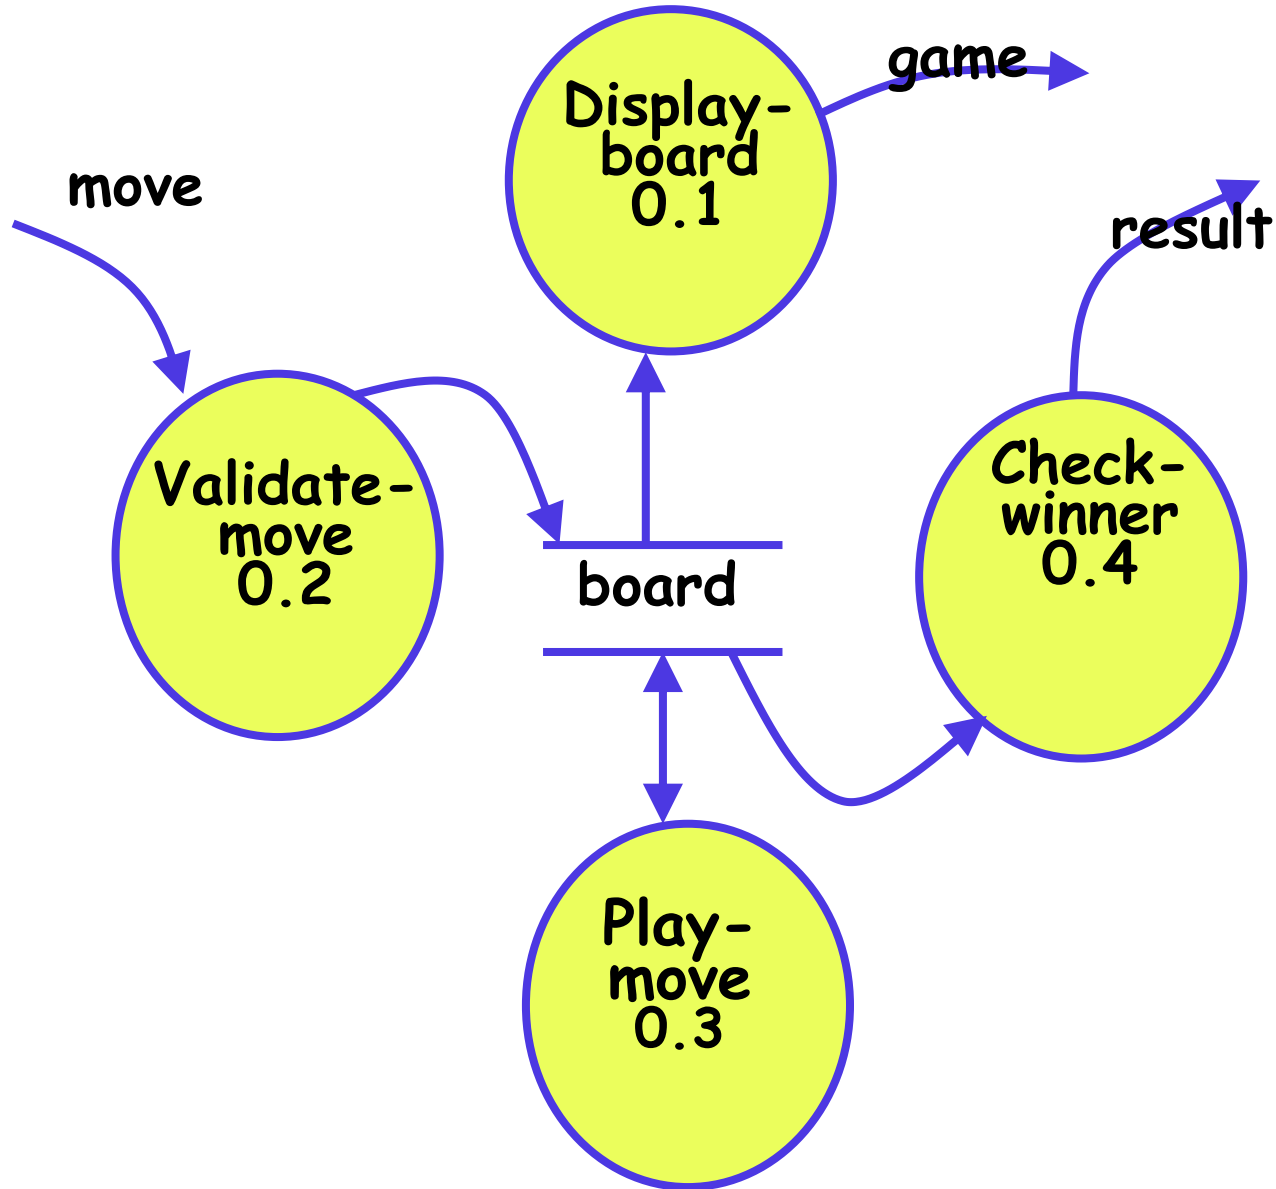 game
Display-
board
0.1
move
result
Validate-
move
0.2
Check-
winner
0.4
board
Play-
move
0.3